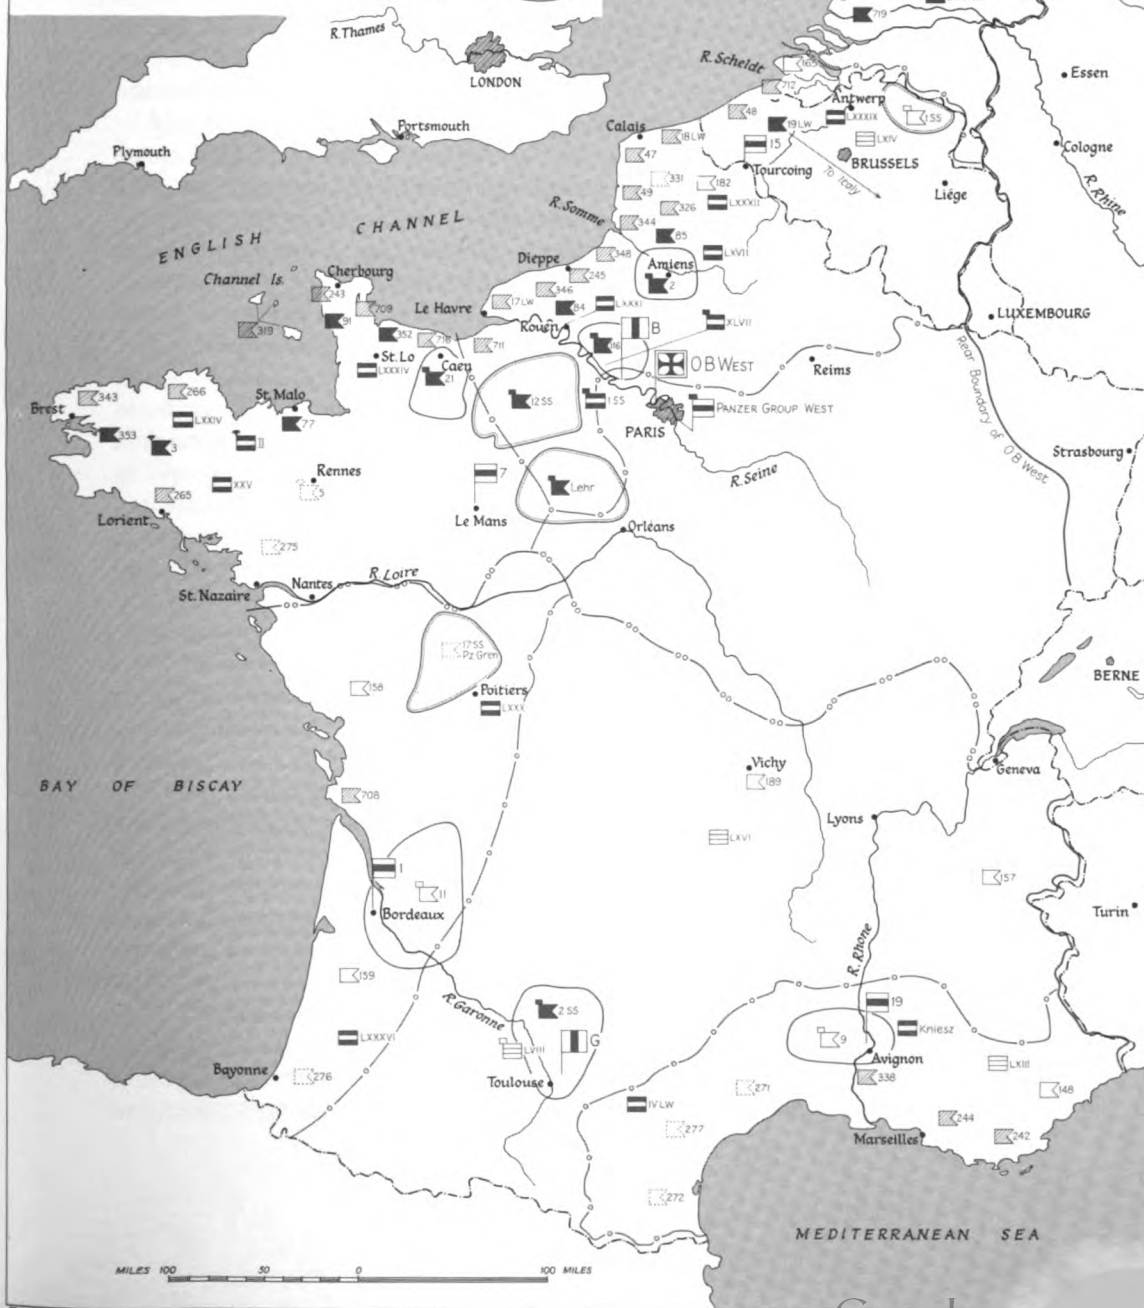 719
R. Thames
LONDON
R. Scheldt
165
Essen
712
Antwerp
48
LXXXIX
1 SS
Portsmouth
Calais
18 LW
19 LW
15
LXIV
BRUSSELS
Cologne
Plymouth
47
331
182
Tourcoing
To Italy
Liége
R. Rhine
49
326
LXXXII
R. Somme
344
85
ENGLISH CHANNEL
348
LXVII
Dieppe
245
Amiens
2
Channel Is.
Cherbourg
243
709
346
17 LW
84
LXXXI
Le Havre
Rouen
XLVII
B
LUXEMBOURG
319
91
352
716
711
116
St. Lo
Caen
LXXXIV
21
O B WEST
Reims
Rear Boundary of O B West
343
266
St. Malo
12 SS
1 SS
PANZER GROUP WEST
Brest
LXXIV
77
PARIS
353
3
II
Strasbourg
Rennes
7
R. Seine
XXV
5
Lehr
265
Lorient
Le Mans
Orléans
275
St. Nazaire
Nantes
R. Loire
17 SS
Pz Gren
BERNE
158
Poitiers
LXXX
Vichy
Geneva
BAY OF BISCAY
189
708
Lyons
LXVI
1
11
157
Bordeaux
Turin
R. Rhone
159
R. Garonne
2 SS
19
LXXXVI
LVIII
G
9
Kniesz
Avignon
LXIII
Bayonne
276
Toulouse
271
338
148
IV LW
277
244
Marseilles
242
272
MEDITERRANEAN SEA
MILES 100 50 0 100 MILES